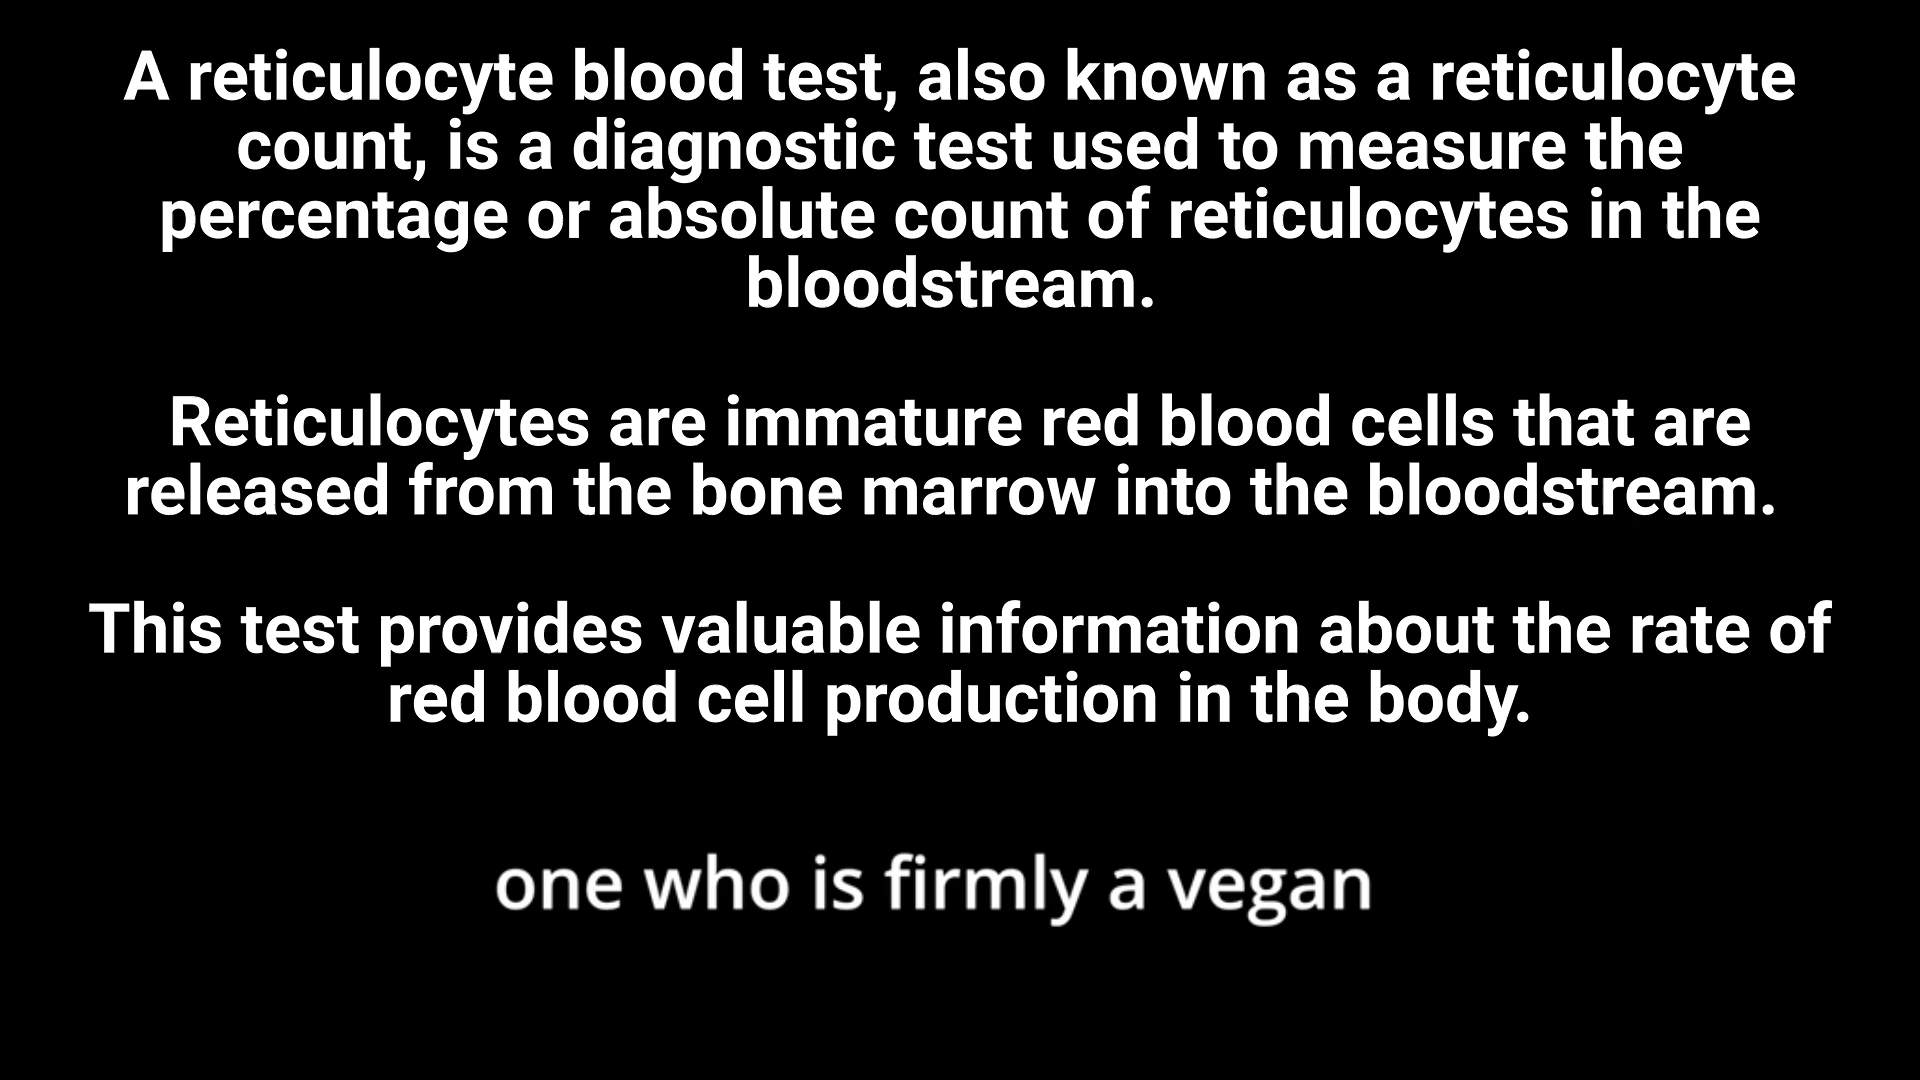 A reticulocyte blood test, also known as a reticulocyte
count, is a diagnostic test used to measure the
percentage or absolute count of reticulocytes in the
bloodstream.
Reticulocytes are immature red blood cells that are
released from the bone marrow into the bloodstream.
This test provides valuable information about the rate of
red blood cell production in the body.
one who is firmly a vegan